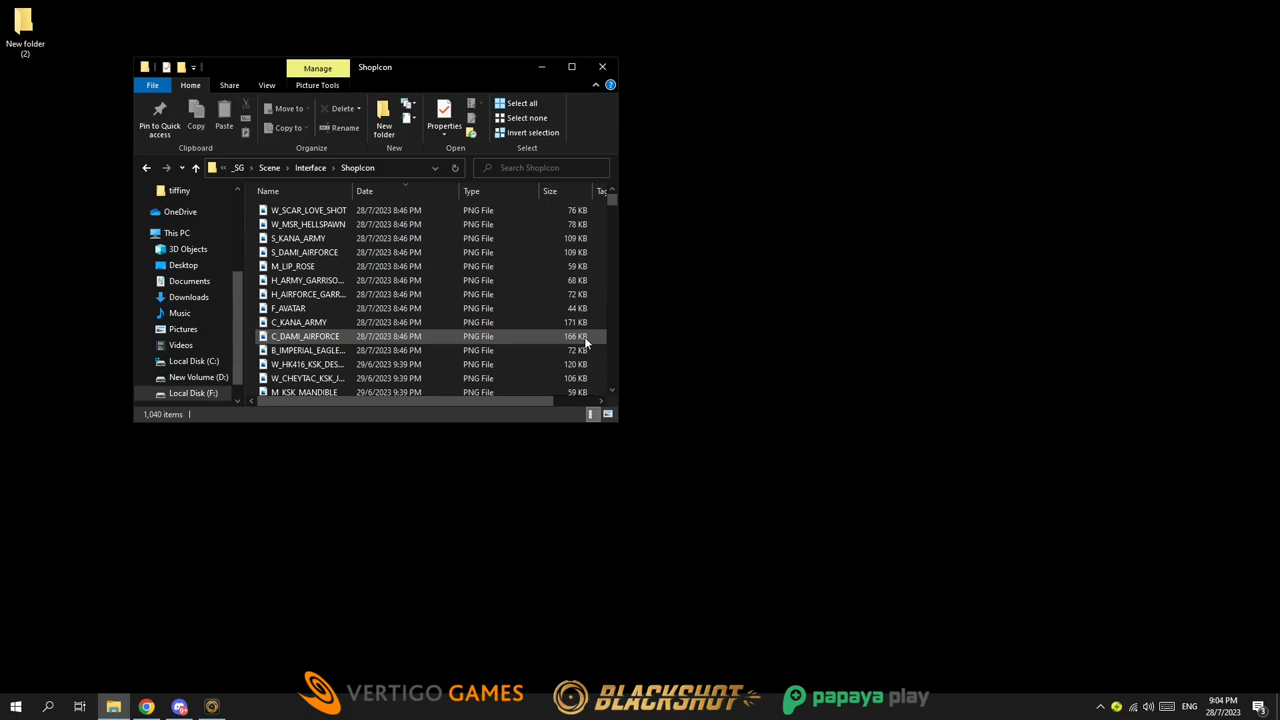 New folder
(2)
Manage
ShopIcon
File
Home
Share
View
Picture Tools
Pin to Quick
access
Copy
Paste
Move to
Copy to
Delete
Rename
New
folder
Properties
Select all
Select none
Invert selection
Clipboard
Organize
New
Open
Select
« _SG > Scene > Interface > ShopIcon
Search ShopIcon
tiffiny
OneDrive
This PC
3D Objects
Desktop
Documents
Downloads
Music
Pictures
Videos
Local Disk (C:)
New Volume (D:)
Local Disk (F:)
Name Date Type Size Tag
W_SCAR_LOVE_SHOT 28/7/2023 8:46 PM PNG File 76 KB
W_MSR_HELLSPAWN 28/7/2023 8:46 PM PNG File 78 KB
S_KANA_ARMY 28/7/2023 8:46 PM PNG File 109 KB
S_DAMI_AIRFORCE 28/7/2023 8:46 PM PNG File 109 KB
M_LIP_ROSE 28/7/2023 8:46 PM PNG File 59 KB
H_ARMY_GARRISO... 28/7/2023 8:46 PM PNG File 68 KB
H_AIRFORCE_GARR... 28/7/2023 8:46 PM PNG File 72 KB
F_AVATAR 28/7/2023 8:46 PM PNG File 44 KB
C_KANA_ARMY 28/7/2023 8:46 PM PNG File 171 KB
C_DAMI_AIRFORCE 28/7/2023 8:46 PM PNG File 166 KB
B_IMPERIAL_EAGLE... 28/7/2023 8:46 PM PNG File 72 KB
W_HK416_KSK_DES... 29/6/2023 9:39 PM PNG File 120 KB
W_CHEYTAC_KSK_J... 29/6/2023 9:39 PM PNG File 106 KB
M_KSK_MANDIBLE 29/6/2023 9:39 PM PNG File 59 KB
1,040 items
VERTIGO GAMES
BLACKSHOT
papaya play
ENG
9:04 PM
28/7/2023